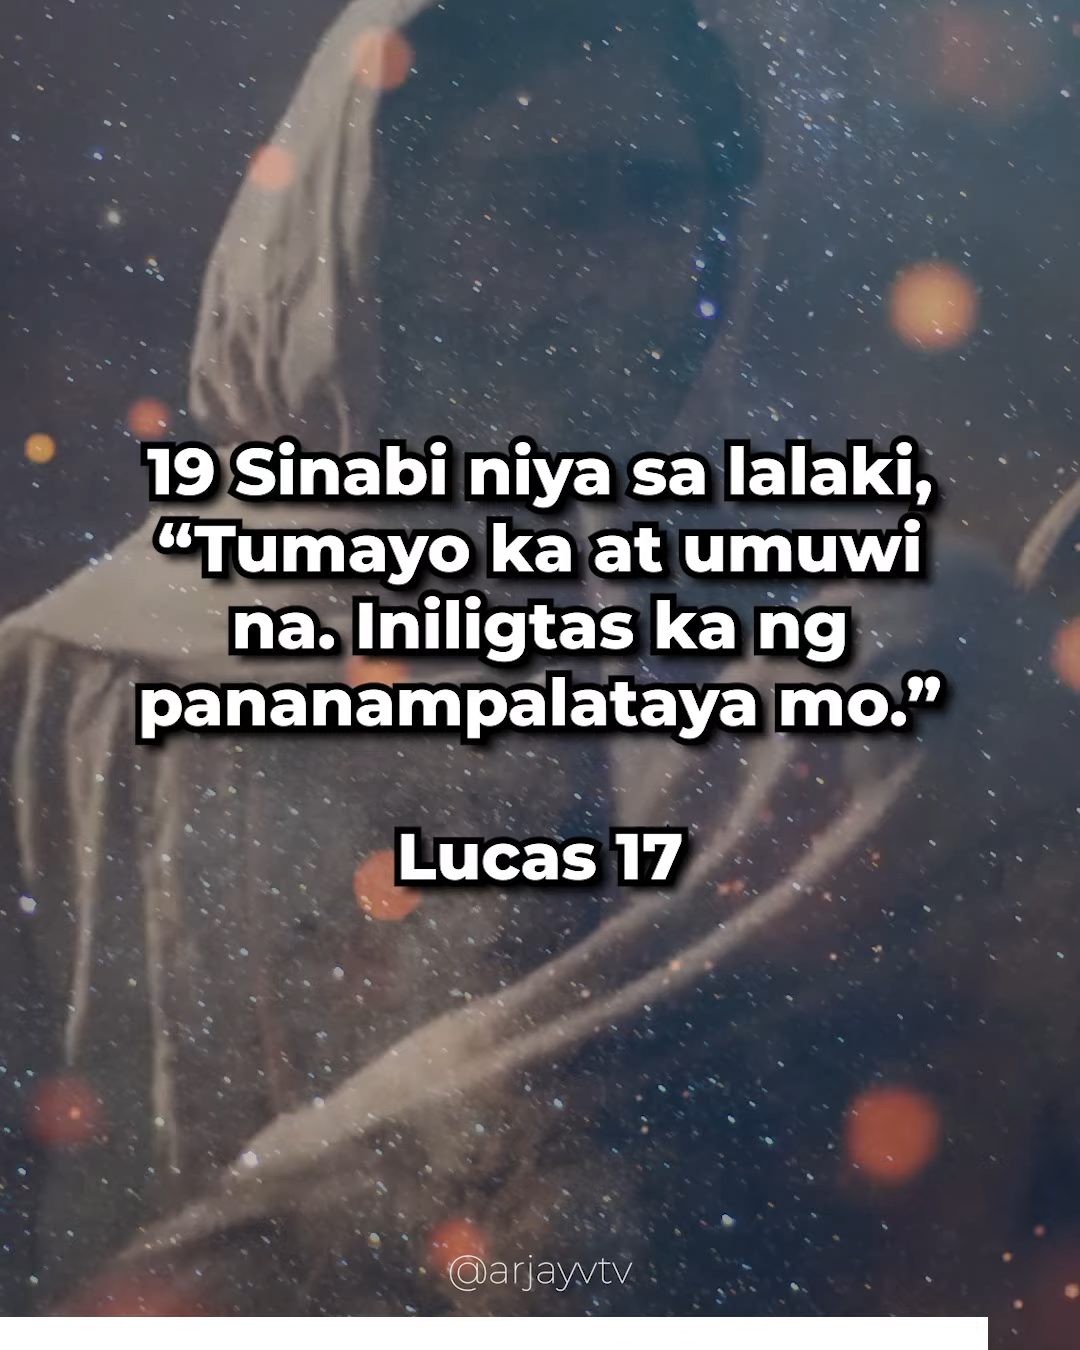 19 Sinabi niya sa lalaki,
“Tumayo ka at umuwi
na. Iniligtas ka ng
pananampalataya mo.”
Lucas 17
@arjayvtv